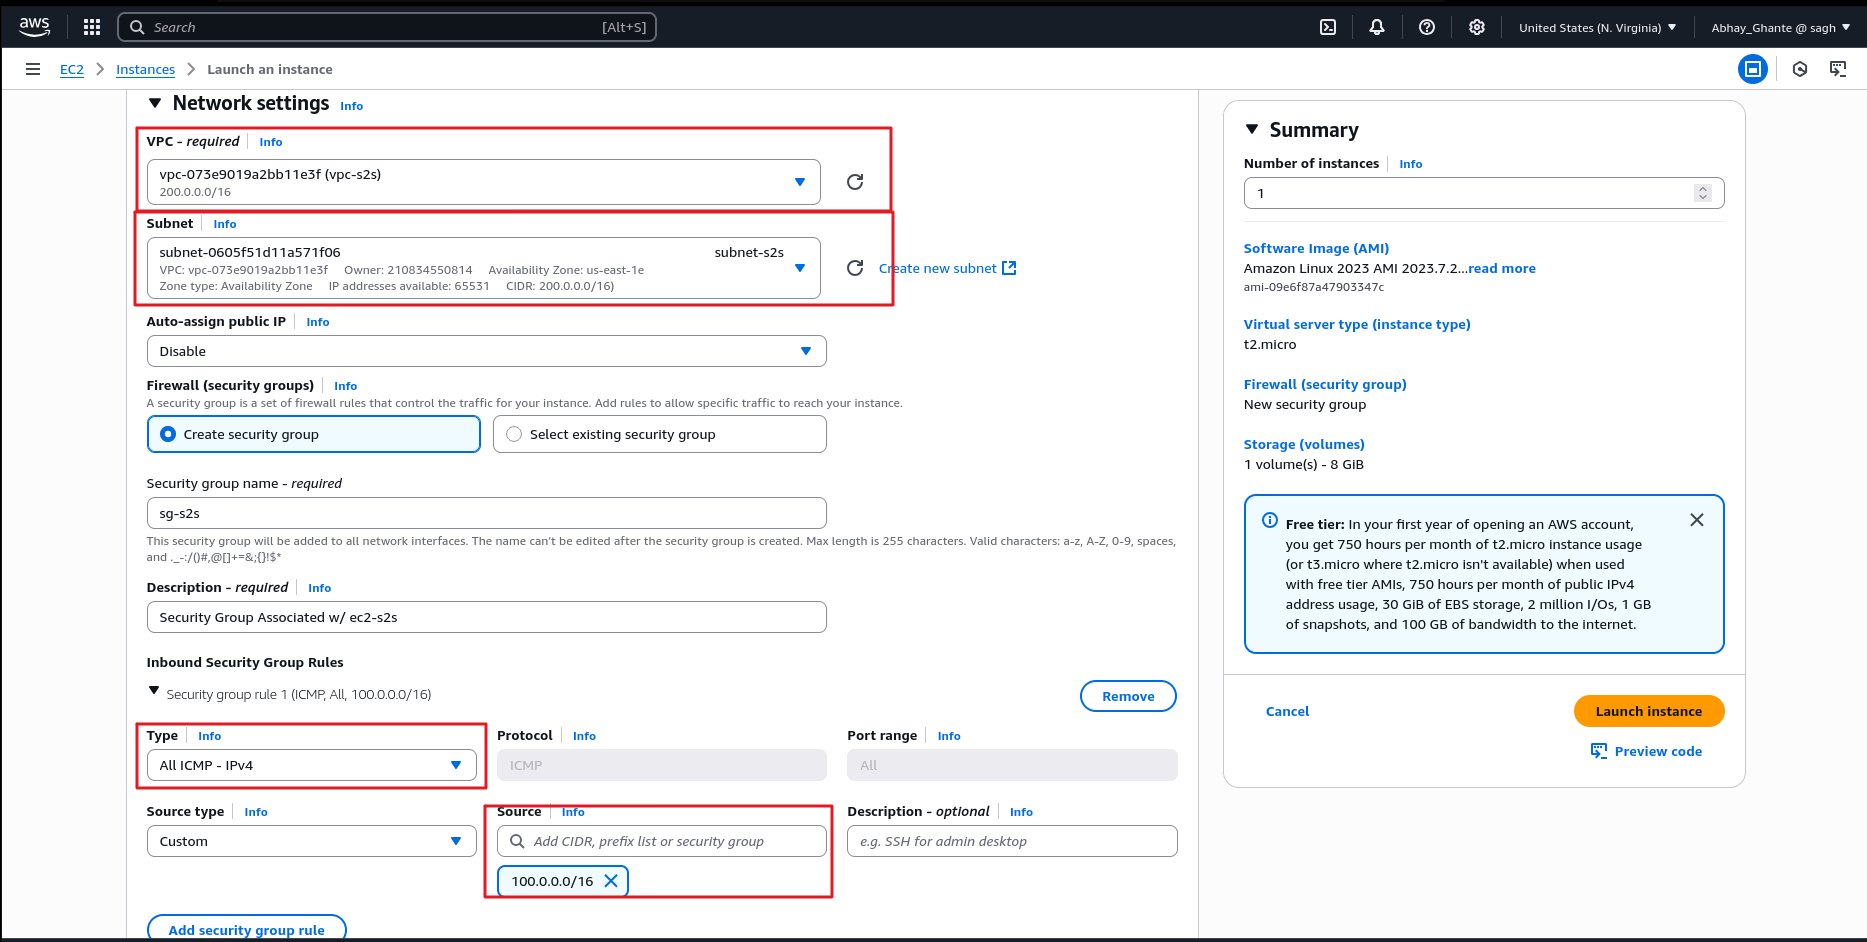 aws
Search [Alt+S]
United States (N. Virginia)
Abhay_Ghante @ sagh
EC2 Instances Launch an instance
Network settings Info
VPC - required Info
vpc-073e9019a2bb11e3f (vpc-s2s)
200.0.0.0/16
Subnet Info
subnet-0605f51d11a571f06 subnet-s2s
VPC: vpc-073e9019a2bb11e3f Owner: 210834550814 Availability Zone: us-east-1e
Zone type: Availability Zone IP addresses available: 65531 CIDR: 200.0.0.0/16)
Create new subnet
Auto-assign public IP Info
Disable
Firewall (security groups) Info
A security group is a set of firewall rules that control the traffic for your instance. Add rules to allow specific traffic to reach your instance.
Create security group
Select existing security group
Security group name - required
sg-s2s
This security group will be added to all network interfaces. The name can't be edited after the security group is created. Max length is 255 characters. Valid characters: a-z, A-Z, 0-9, spaces,
and ._-:/()#,@[]+=&;{}!$*
Description - required Info
Security Group Associated w/ ec2-s2s
Inbound Security Group Rules
Security group rule 1 (ICMP, All, 100.0.0.0/16)
Remove
Type Info
All ICMP - IPv4
Protocol Info
ICMP
Port range Info
All
Source type Info
Custom
Source Info
Add CIDR, prefix list or security group
100.0.0.0/16
Description - optional Info
e.g. SSH for admin desktop
Add security group rule
Summary
Number of instances Info
1
Software Image (AMI)
Amazon Linux 2023 AMI 2023.7.2...read more
ami-09e6f87a47903347c
Virtual server type (instance type)
t2.micro
Firewall (security group)
New security group
Storage (volumes)
1 volume(s) - 8 GiB
Free tier: In your first year of opening an AWS account,
you get 750 hours per month of t2.micro instance usage
(or t3.micro where t2.micro isn't available) when used
with free tier AMIs, 750 hours per month of public IPv4
address usage, 30 GiB of EBS storage, 2 million I/Os, 1 GB
of snapshots, and 100 GB of bandwidth to the internet.
Cancel
Launch instance
Preview code